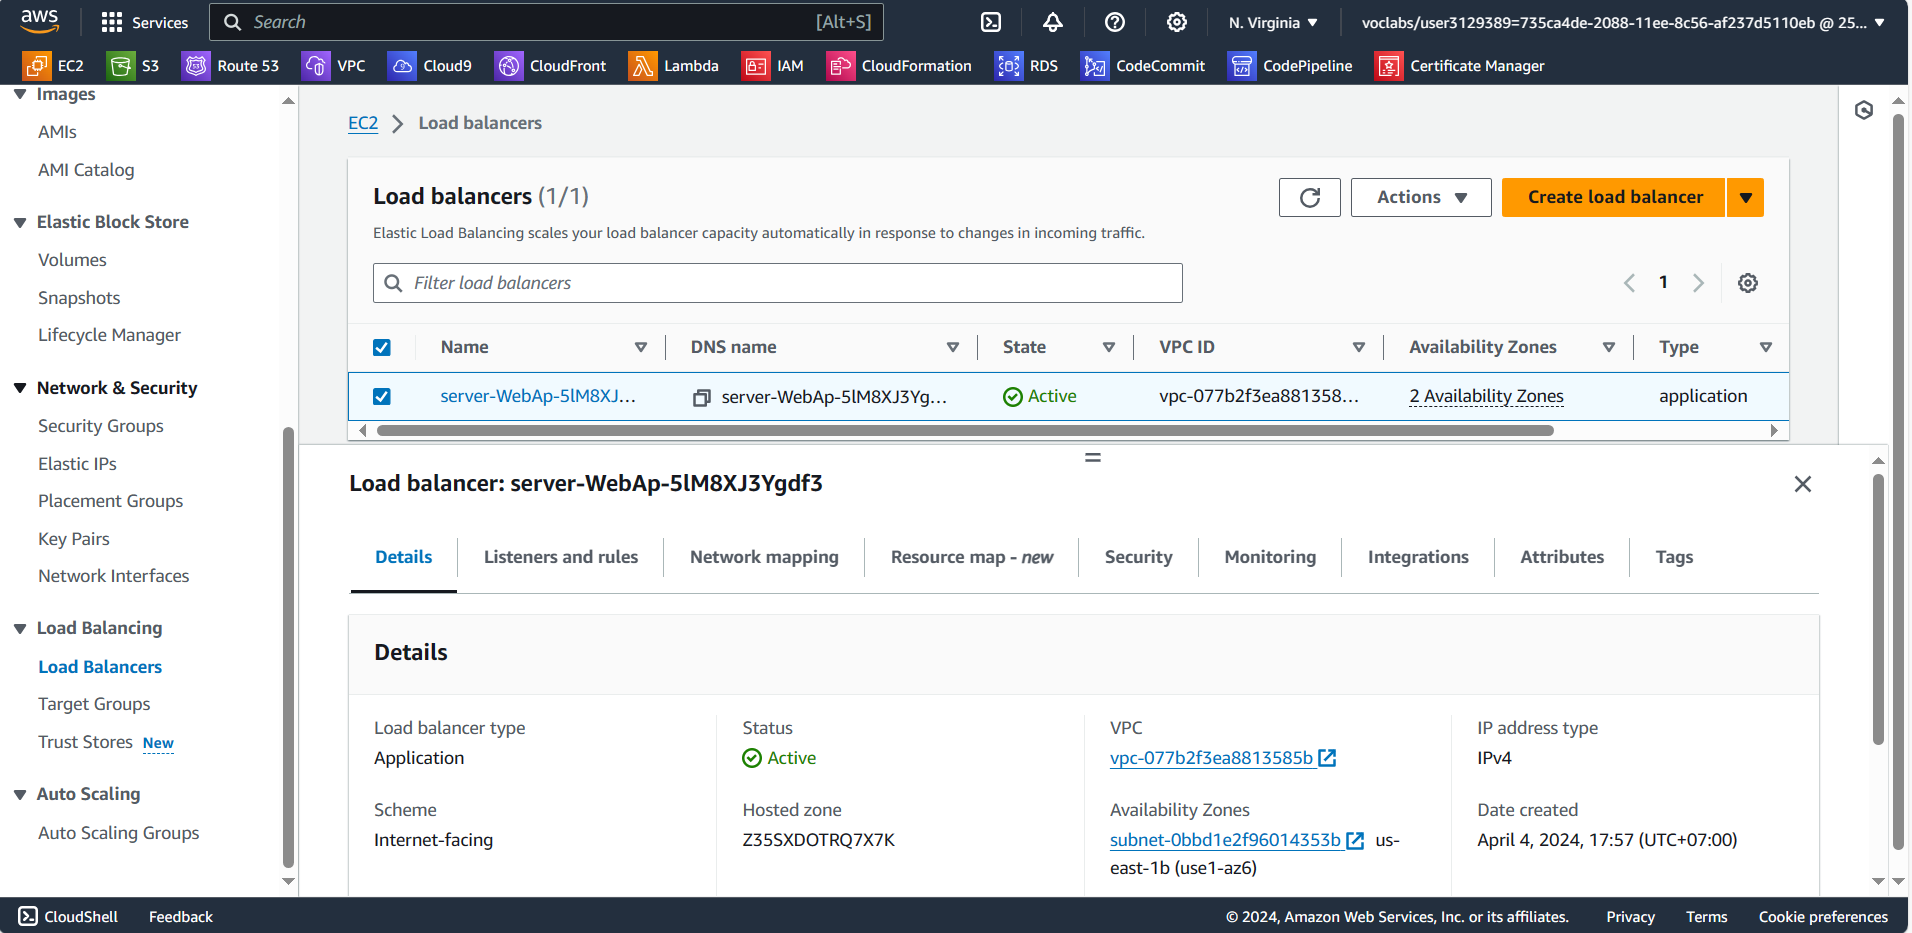 aws
Services
Search
[Alt+S]
N. Virginia
voclabs/user3129389=735ca4de-2088-11ee-8c56-af237d5110eb @ 25...
EC2
S3
Route 53
VPC
Cloud9
CloudFront
Lambda
IAM
CloudFormation
RDS
CodeCommit
CodePipeline
Certificate Manager
Images
AMIs
AMI Catalog
Elastic Block Store
Volumes
Snapshots
Lifecycle Manager
Network & Security
Security Groups
Elastic IPs
Placement Groups
Key Pairs
Network Interfaces
Load Balancing
Load Balancers
Target Groups
Trust Stores New
Auto Scaling
Auto Scaling Groups
EC2 > Load balancers
Load balancers (1/1)
Actions
Create load balancer
Elastic Load Balancing scales your load balancer capacity automatically in response to changes in incoming traffic.
Filter load balancers
1
Name DNS name State VPC ID Availability Zones Type
server-WebAp-5lM8XJ... server-WebAp-5lM8XJ3Yg... Active vpc-077b2f3ea881358... 2 Availability Zones application
Load balancer: server-WebAp-5lM8XJ3Ygdf3
Details Listeners and rules Network mapping Resource map - new Security Monitoring Integrations Attributes Tags
Details
Load balancer type
Application
Status
Active
VPC
vpc-077b2f3ea8813585b
IP address type
IPv4
Scheme
Internet-facing
Hosted zone
Z35SXDOTRQ7X7K
Availability Zones
subnet-0bbd1e2f96014353b us-
east-1b (use1-az6)
Date created
April 4, 2024, 17:57 (UTC+07:00)
CloudShell
Feedback
© 2024, Amazon Web Services, Inc. or its affiliates.
Privacy
Terms
Cookie preferences